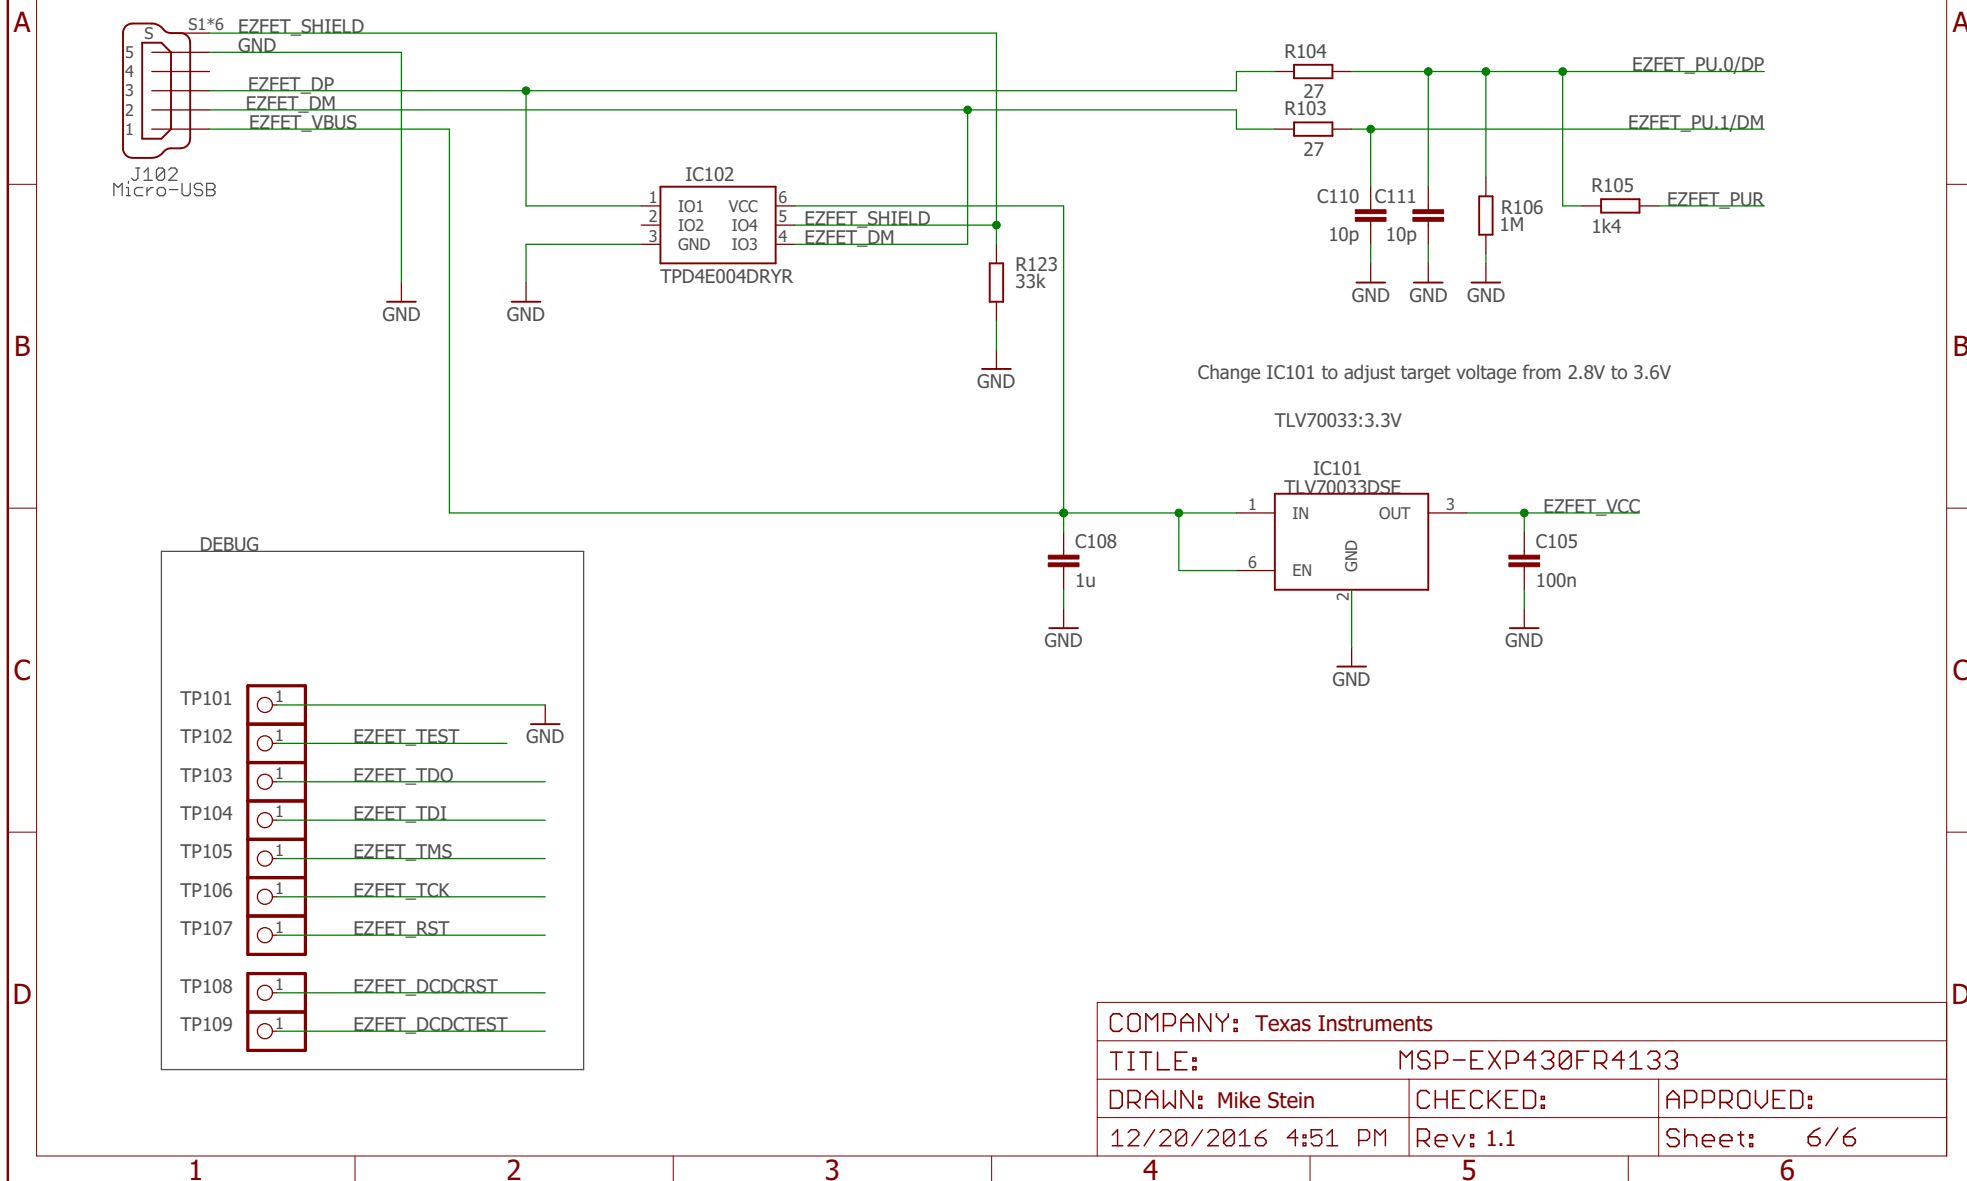 A
A
S1*6 EZFET_SHIELD
S
GND
5
4
3
2
1
EZFET_DP
EZFET_DM
EZFET_VBUS
J102
Micro-USB
R104
27
R103
27
EZFET_PU.0/DP
EZFET_PU.1/DM
IC102
1 IO1 VCC 6
2 IO2 IO4 5 EZFET_SHIELD
3 GND IO3 4 EZFET_DM
TPD4E004DRYR
C110 C111
10p 10p
R106
1M
R105
1k4
EZFET_PUR
R123
33k
GND
GND
GND
GND
GND
GND
B
B
Change IC101 to adjust target voltage from 2.8V to 3.6V
TLV70033:3.3V
IC101
TLV70033DSE
1 IN OUT 3 EZFET_VCC
6 EN GND
2
C108
1u
C105
100n
GND
GND
GND
C
C
DEBUG
TP101 1
GND
TP102 1 EZFET_TEST
TP103 1 EZFET_TDO
TP104 1 EZFET_TDI
TP105 1 EZFET_TMS
TP106 1 EZFET_TCK
TP107 1 EZFET_RST
TP108 1 EZFET_DCDCRST
TP109 1 EZFET_DCDCTEST
D
D
COMPANY: Texas Instruments
TITLE: MSP-EXP430FR4133
DRAWN: Mike Stein CHECKED: APPROVED:
12/20/2016 4:51 PM Rev: 1.1 Sheet: 6/6
1 2 3 4 5 6